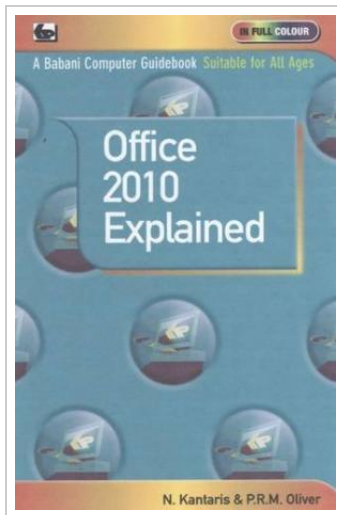 IN FULL COLOUR
A Babani Computer Guidebook Suitable for All Ages
Office
2010
Explained
N. Kantaris & P.R.M. Oliver